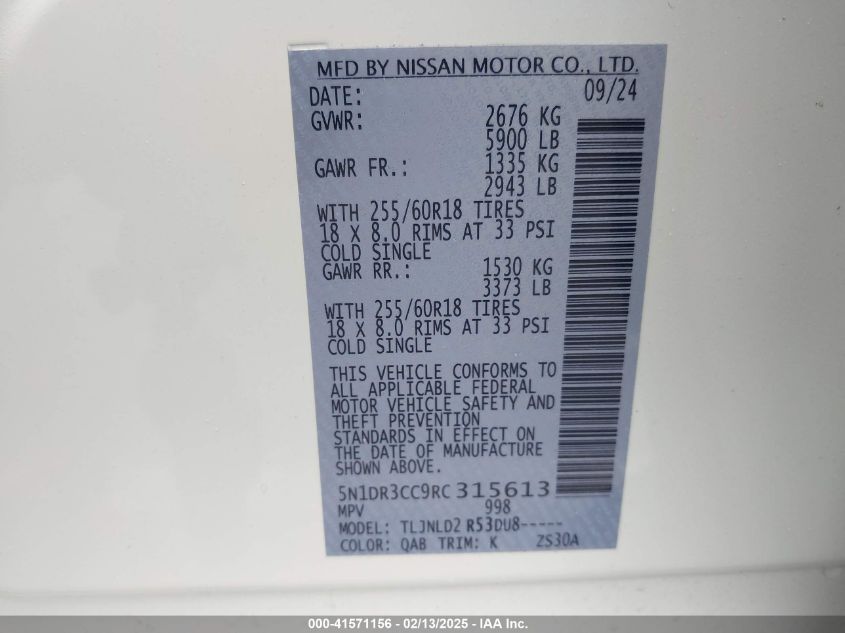 MFD BY NISSAN MOTOR CO., LTD.
DATE: 09/24
GVWR: 2676 KG
5900 LB
GAWR FR.: 1335 KG
2943 LB
WITH 255/60R18 TIRES
18 X 8.0 RIMS AT 33 PSI
COLD SINGLE
GAWR RR.: 1530 KG
3373 LB
WITH 255/60R18 TIRES
18 X 8.0 RIMS AT 33 PSI
COLD SINGLE
THIS VEHICLE CONFORMS TO
ALL APPLICABLE FEDERAL
MOTOR VEHICLE SAFETY AND
THEFT PREVENTION
STANDARDS IN EFFECT ON
THE DATE OF MANUFACTURE
SHOWN ABOVE.
5N1DR3CC9RC315613
MPV 998
MODEL: TLJNLD2 R53DU8-----
COLOR: QAB TRIM: K ZS30A
000-41571156 — 02/13/2025 — IAA Inc.